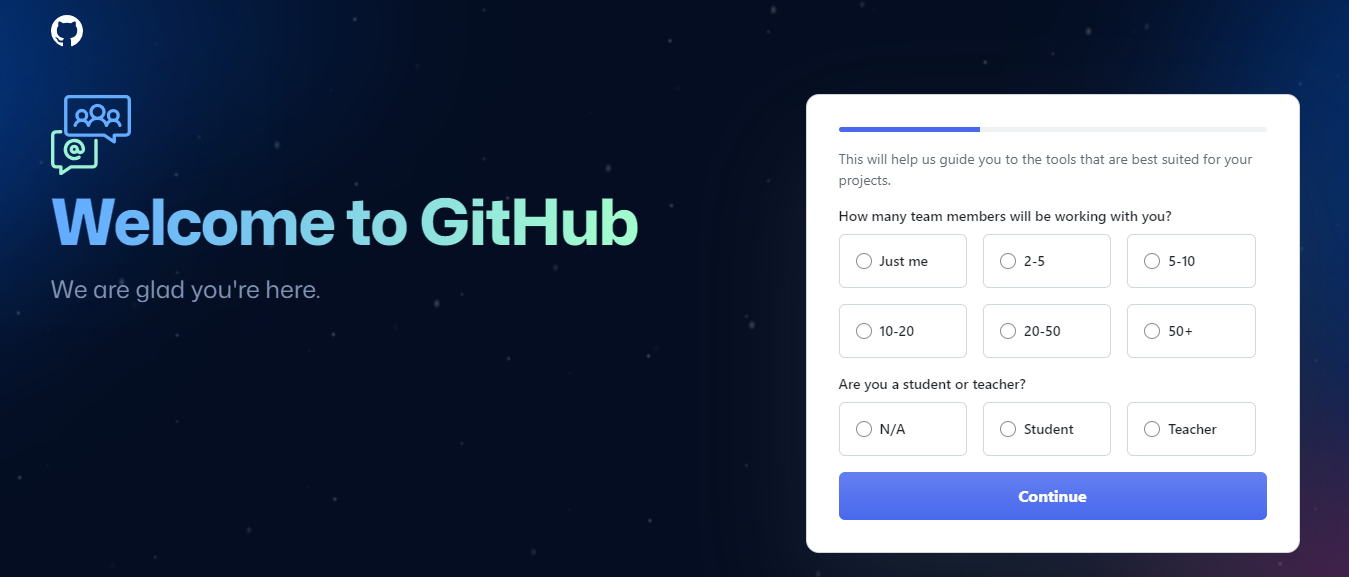 Welcome to GitHub
We are glad you're here.
This will help us guide you to the tools that are best suited for your
projects.
How many team members will be working with you?
Just me
2-5
5-10
10-20
20-50
50+
Are you a student or teacher?
N/A
Student
Teacher
Continue